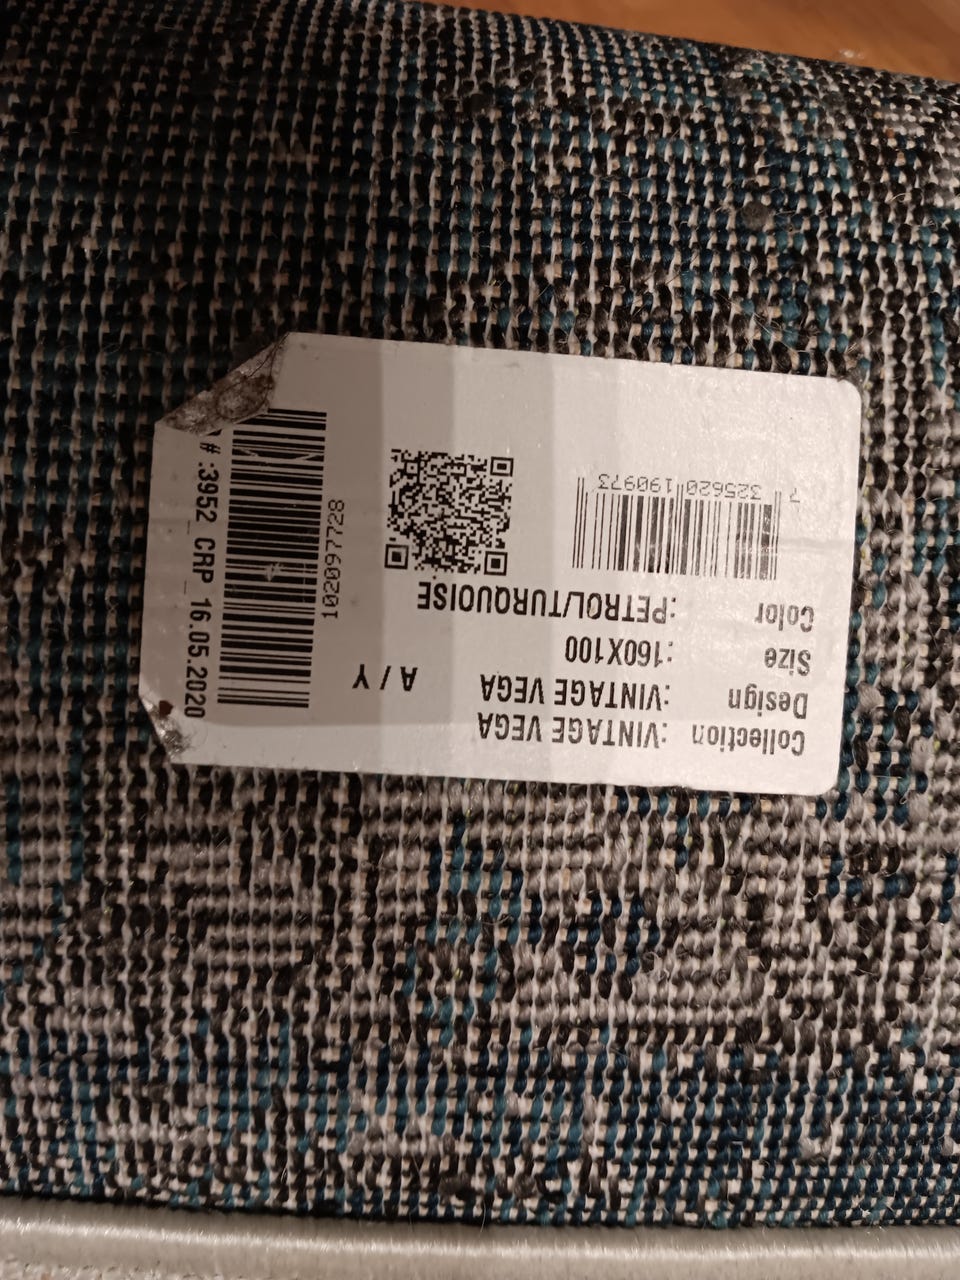 Collection :VINTAGE VEGA
Design :VINTAGE VEGA
Size :160X100
A / Y
Color :PETROL/TURQUOISE
7 325620 190973
1020977728
# :3952_CRP_16.05.2020